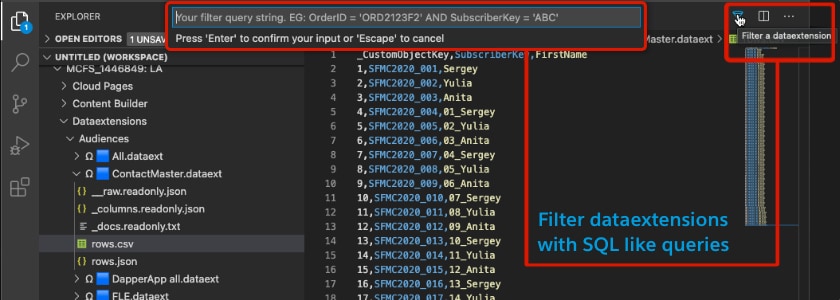 EXPLORER
OPEN EDITORS 1 UNSAV
UNTITLED (WORKSPACE)
MCFS_1446849: LA
Cloud Pages
Content Builder
Dataextensions
Audiences
All.dataext
ContactMaster.dataext
__raw.readonly.json
_columns.readonly.json
_docs.readonly.txt
rows.csv
rows.json
DapperApp all.dataext
FLE.dataext
1
Your filter query string. EG: OrderID = 'ORD2123F2' AND SubscriberKey = 'ABC'
Press 'Enter' to confirm your input or 'Escape' to cancel
Master.dataext
Filter a dataextension
1 _CustomObjectKey,SubscriberKey,FirstName
2 1,SFMC2020_001,Sergey
3 2,SFMC2020_002,Yulia
4 3,SFMC2020_003,Anita
5 4,SFMC2020_004,01_Sergey
6 5,SFMC2020_005,02_Yulia
7 6,SFMC2020_006,03_Anita
8 7,SFMC2020_007,04_Sergey
9 8,SFMC2020_008,05_Yulia
10 9,SFMC2020_009,06_Anita
11 10,SFMC2020_010,07_Sergey
12 11,SFMC2020_011,08_Yulia
13 12,SFMC2020_012,09_Anita
14 13,SFMC2020_013,10_Sergey
15 14,SFMC2020_014,11_Yulia
16 15,SFMC2020_015,12_Anita
17 16,SFMC2020_016,13_Sergey
18 17,SFMC2020_017,14_Yulia
Filter dataextensions
with SQL like queries